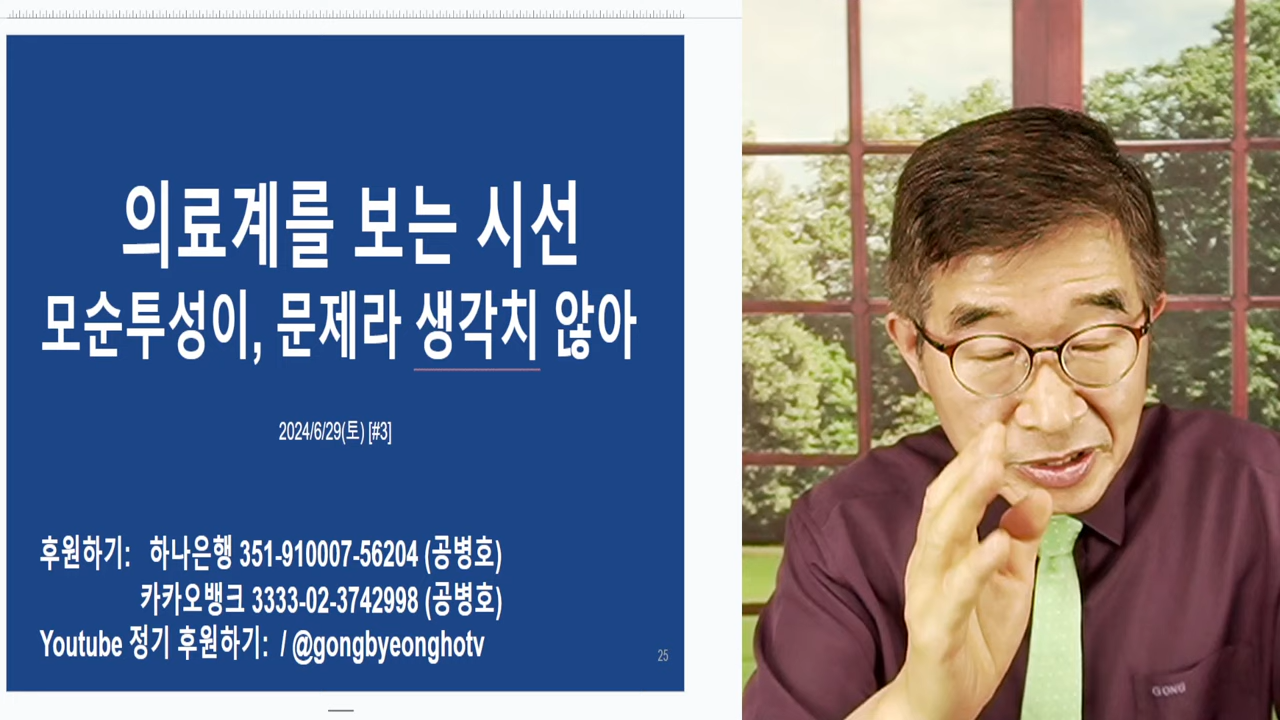 의료계를 보는 시선
모순투성이, 문제라 생각치 않아
2024/6/29(토) [#3]
후원하기: 하나은행 351-910007-56204 (공병호)
카카오뱅크 3333-02-3742998 (공병호)
Youtube 정기 후원하기: / @gongbyeonghotv
25
GONG